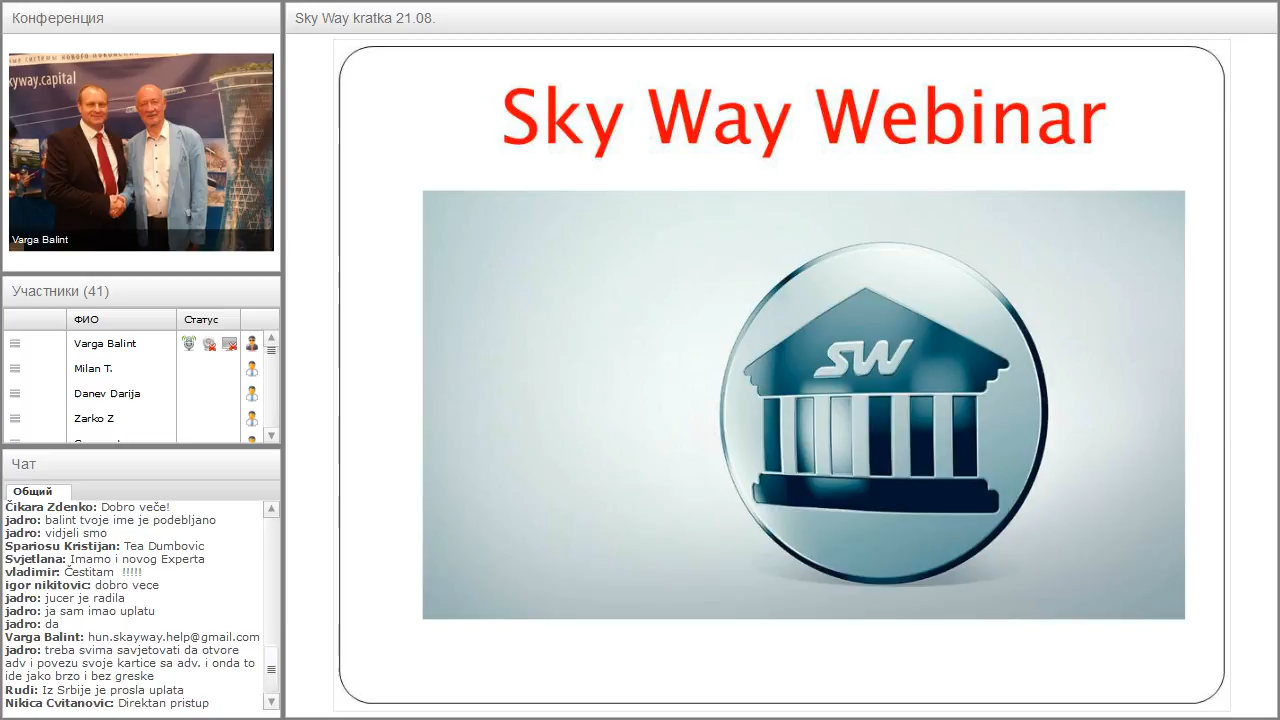 Конференция
ные системы нового поколения
kyway.capital
Varga Balint
Участники (41)
ФИО Статус
Varga Balint
Milan T.
Danev Darija
Zarko Z
Чат
Общий
Čikara Zdenko: Dobro veče!
jadro: balint tvoje ime je podebljano
jadro: vidjeli smo
Spariosu Kristijan: Tea Dumbovic
Svjetlana: Imamo i novog Experta
vladimir: Čestitam !!!!!
igor nikitovic: dobro vece
jadro: jucer je radila
jadro: ja sam imao uplatu
jadro: da
Varga Balint: hun.skayway.help@gmail.com
jadro: treba svima savjetovati da otvore
adv i povezu svoje kartice sa adv. i onda to
ide jako brzo i bez greske
Rudi: Iz Srbije je prosla uplata
Nikica Cvitanovic: Direktan pristup
Sky Way kratka 21.08.
Sky Way Webinar
SW